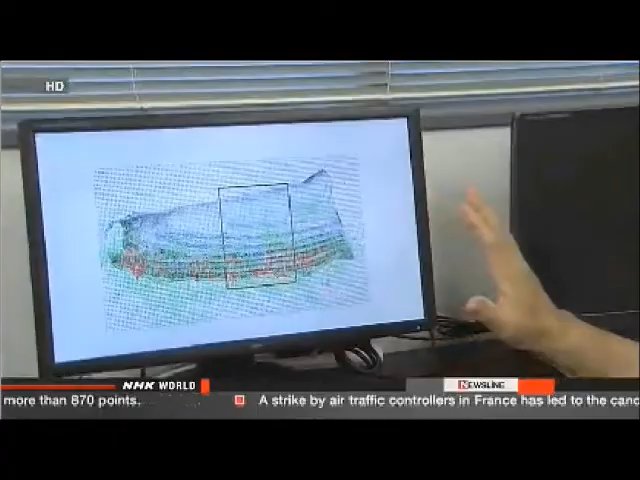 HD
NHK WORLD
NEWSLINE
more than 870 points.
A strike by air traffic controllers in France has led to the canc